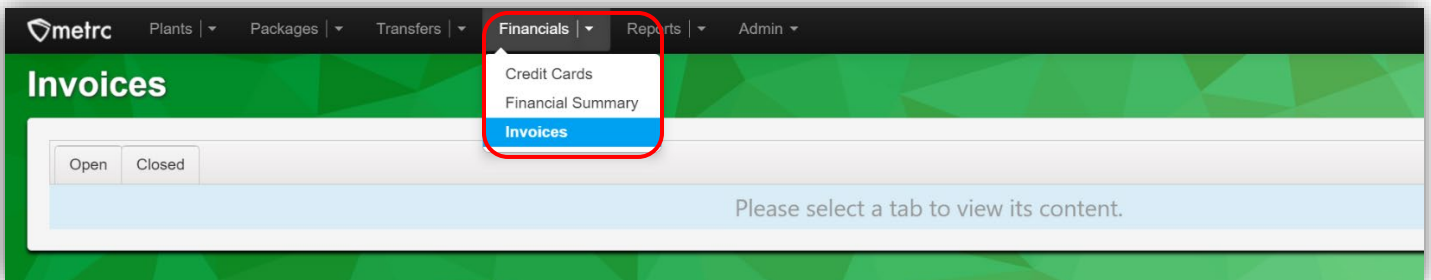 metrc Plants Packages Transfers Financials Reports Admin
Credit Cards
Invoices
Financial Summary
Invoices
Open Closed
Please select a tab to view its content.